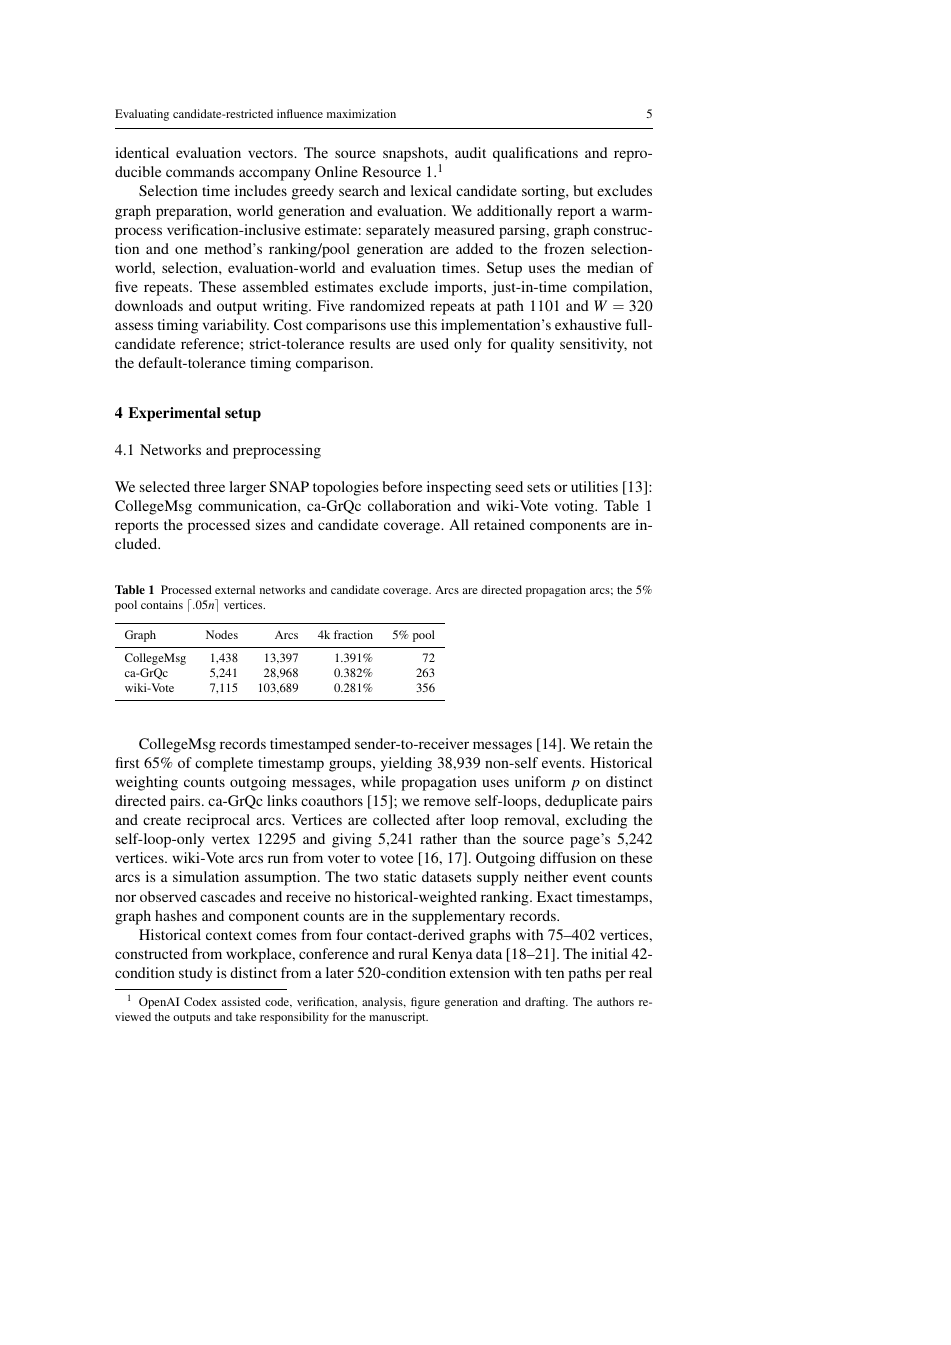 Evaluating candidate-restricted influence maximization 5
identical evaluation vectors. The source snapshots, audit qualifications and repro-
ducible commands accompany Online Resource 1.1
Selection time includes greedy search and lexical candidate sorting, but excludes
graph preparation, world generation and evaluation. We additionally report a warm-
process verification-inclusive estimate: separately measured parsing, graph construc-
tion and one method's ranking/pool generation are added to the frozen selection-
world, selection, evaluation-world and evaluation times. Setup uses the median of
five repeats. These assembled estimates exclude imports, just-in-time compilation,
downloads and output writing. Five randomized repeats at path 1101 and W = 320
assess timing variability. Cost comparisons use this implementation's exhaustive full-
candidate reference; strict-tolerance results are used only for quality sensitivity, not
the default-tolerance timing comparison.
4 Experimental setup
4.1 Networks and preprocessing
We selected three larger SNAP topologies before inspecting seed sets or utilities [13]:
CollegeMsg communication, ca-GrQc collaboration and wiki-Vote voting. Table 1
reports the processed sizes and candidate coverage. All retained components are in-
cluded.
Table 1 Processed external networks and candidate coverage. Arcs are directed propagation arcs; the 5%
pool contains ⌈.05n⌉ vertices.
Graph Nodes Arcs 4k fraction 5% pool
CollegeMsg 1,438 13,397 1.391% 72
ca-GrQc 5,241 28,968 0.382% 263
wiki-Vote 7,115 103,689 0.281% 356
CollegeMsg records timestamped sender-to-receiver messages [14]. We retain the
first 65% of complete timestamp groups, yielding 38,939 non-self events. Historical
weighting counts outgoing messages, while propagation uses uniform p on distinct
directed pairs. ca-GrQc links coauthors [15]; we remove self-loops, deduplicate pairs
and create reciprocal arcs. Vertices are collected after loop removal, excluding the
self-loop-only vertex 12295 and giving 5,241 rather than the source page's 5,242
vertices. wiki-Vote arcs run from voter to votee [16, 17]. Outgoing diffusion on these
arcs is a simulation assumption. The two static datasets supply neither event counts
nor observed cascades and receive no historical-weighted ranking. Exact timestamps,
graph hashes and component counts are in the supplementary records.
Historical context comes from four contact-derived graphs with 75–402 vertices,
constructed from workplace, conference and rural Kenya data [18–21]. The initial 42-
condition study is distinct from a later 520-condition extension with ten paths per real
1 OpenAI Codex assisted code, verification, analysis, figure generation and drafting. The authors re-
viewed the outputs and take responsibility for the manuscript.